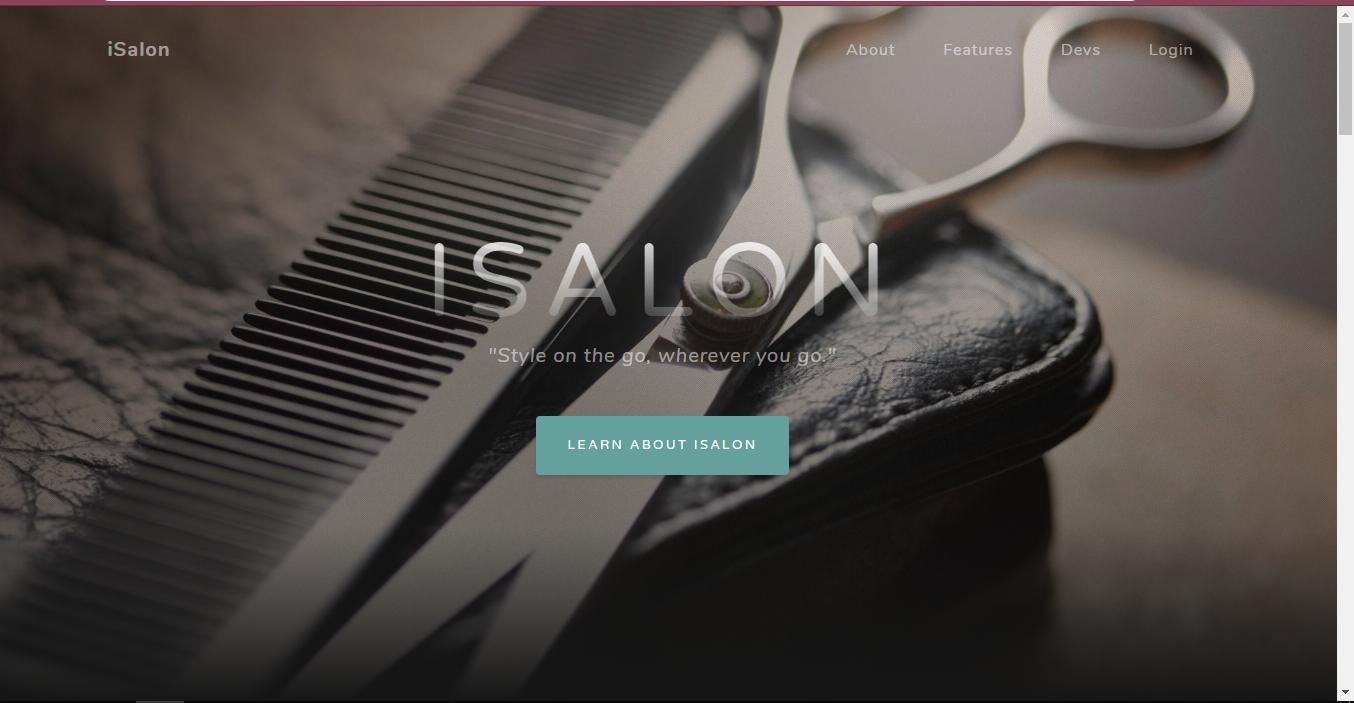 iSalon
About Features Devs Login
ISALON
"Style on the go, wherever you go."
LEARN ABOUT ISALON